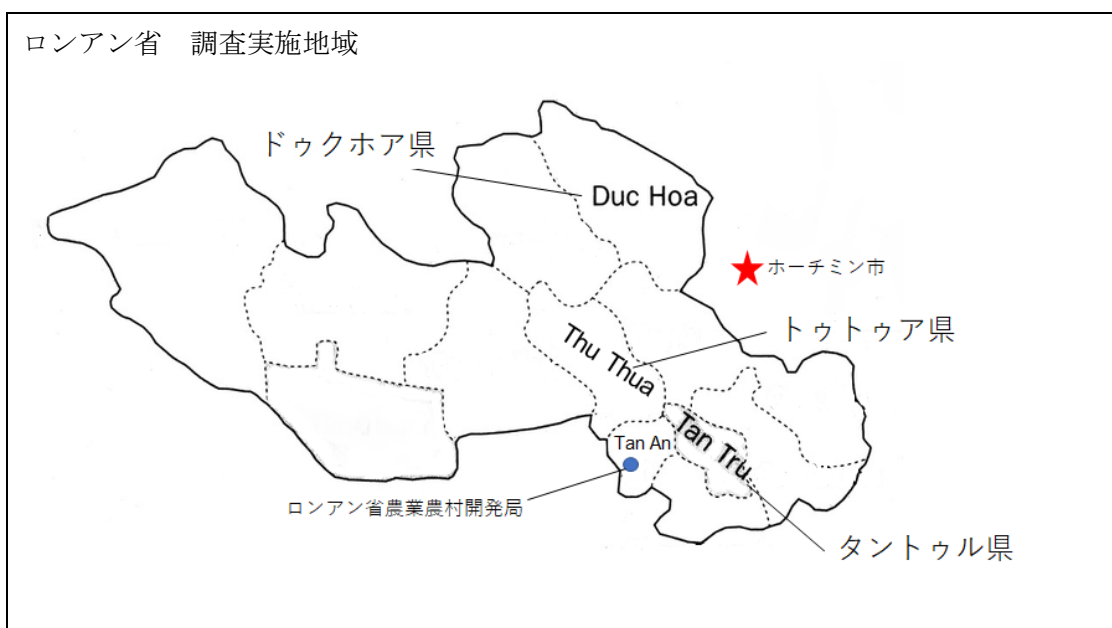 ロンアン省　調査実施地域
ドゥクホア県
Duc Hoa
ホーチミン市
トゥトゥア県
Thu Thua
Tan An
Tan Tru
ロンアン省農業農村開発局
タントゥル県